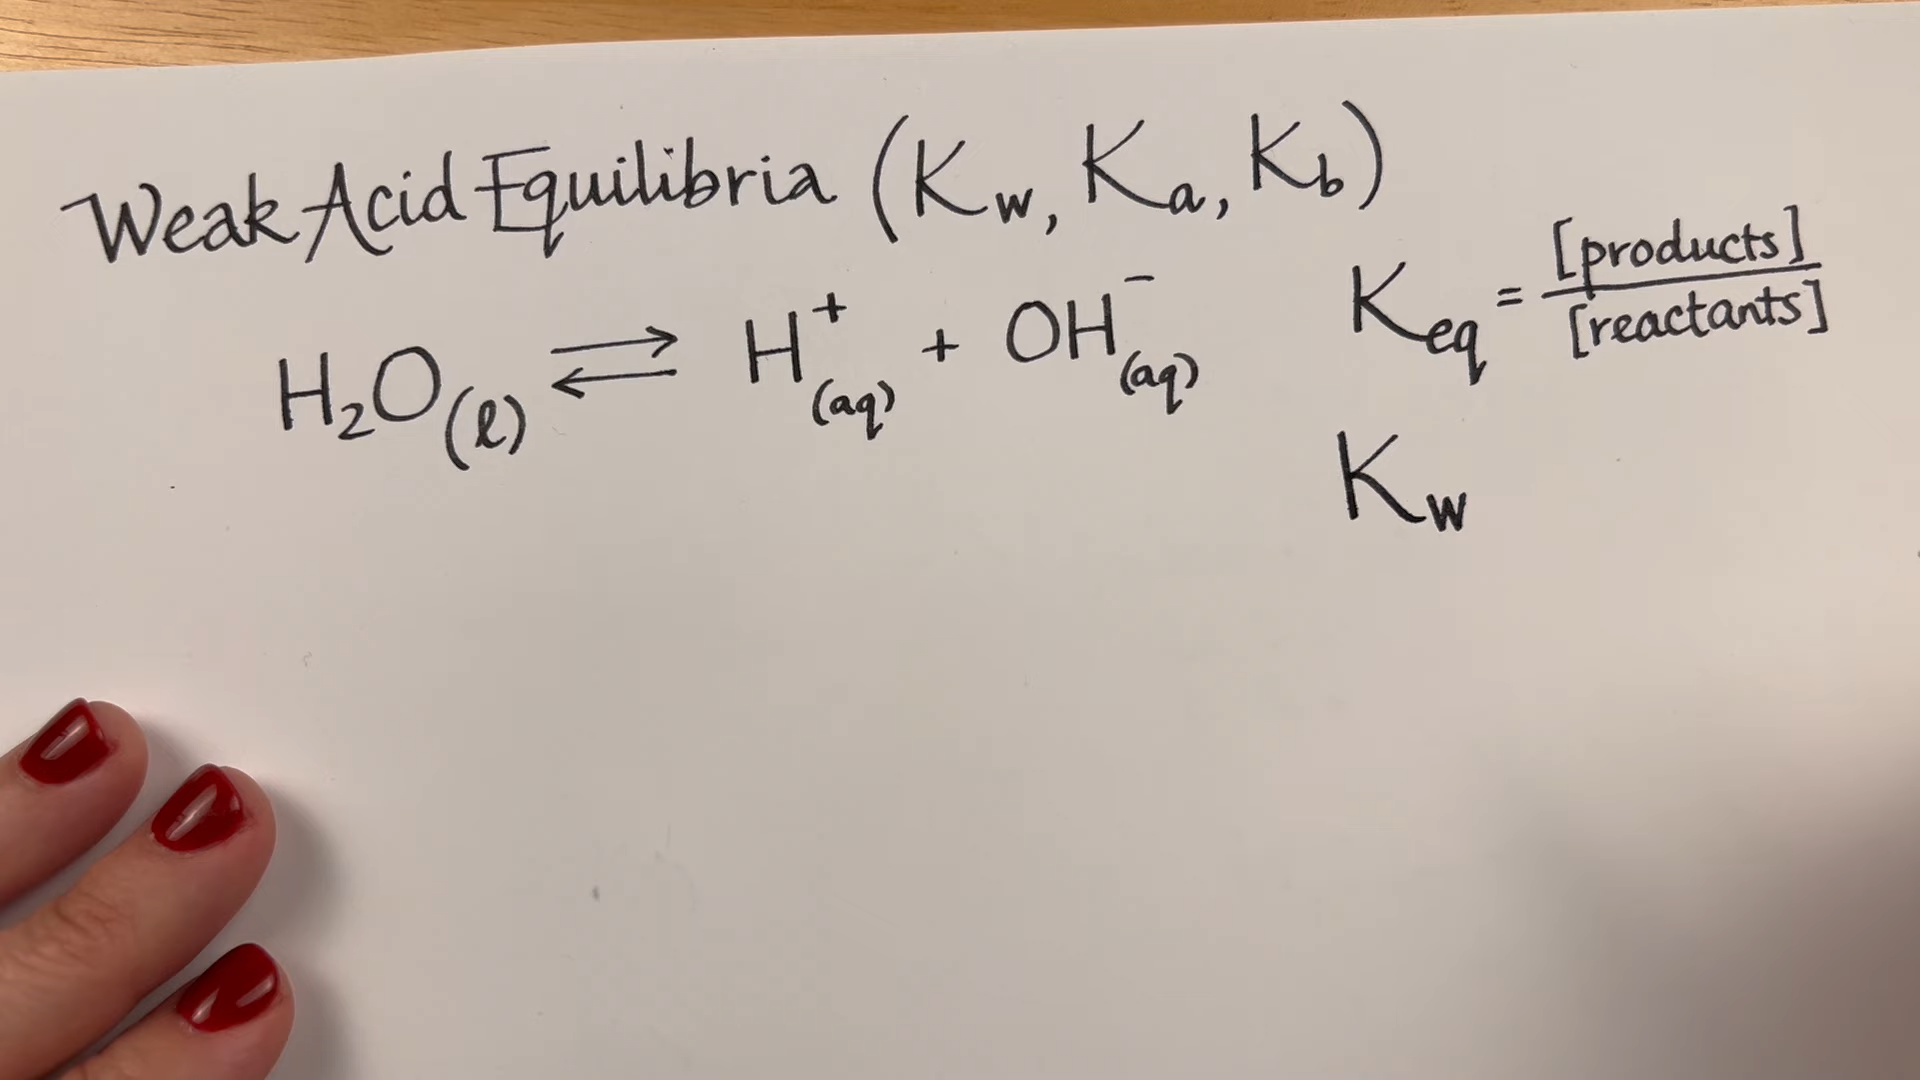 Weak Acid Equilibria (Kw, Ka, Kb)
H₂O(l) ⇌ H⁺(aq) + OH⁻(aq)
Keq = [products]
[reactants]
Kw